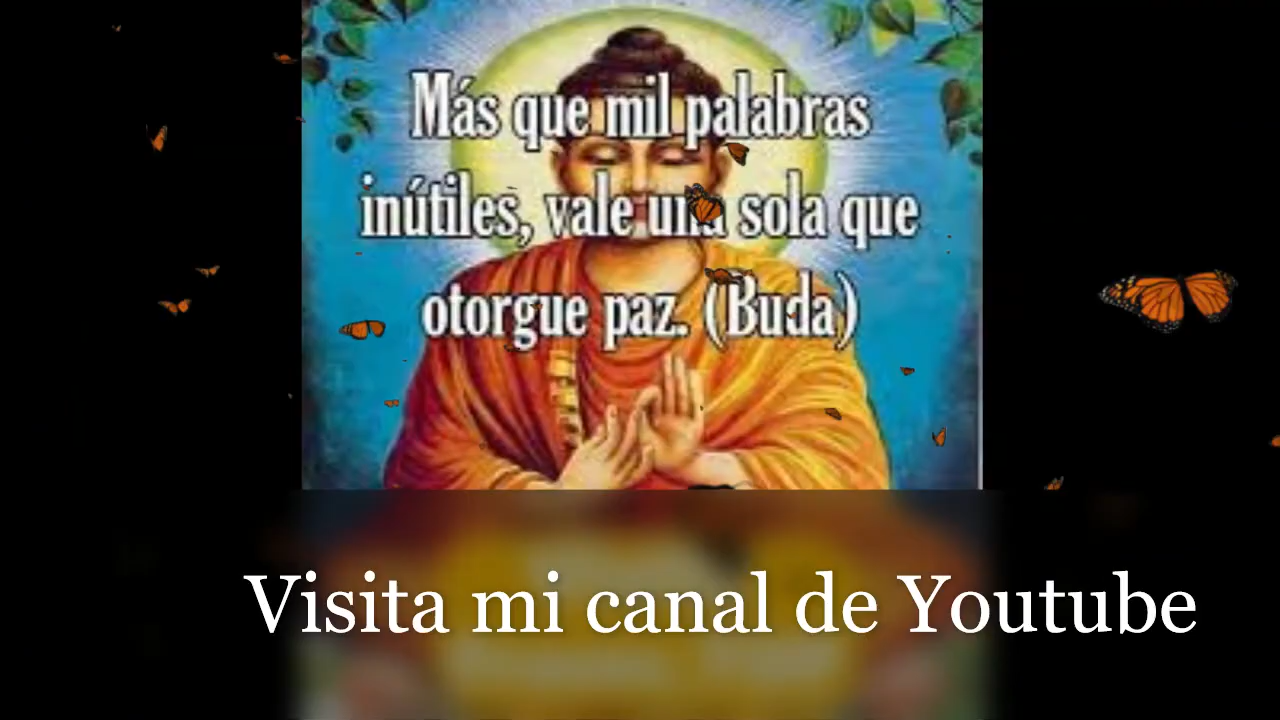 Más que mil palabras
inútiles, vale una sola que
otorgue paz. (Buda)
Visita mi canal de Youtube